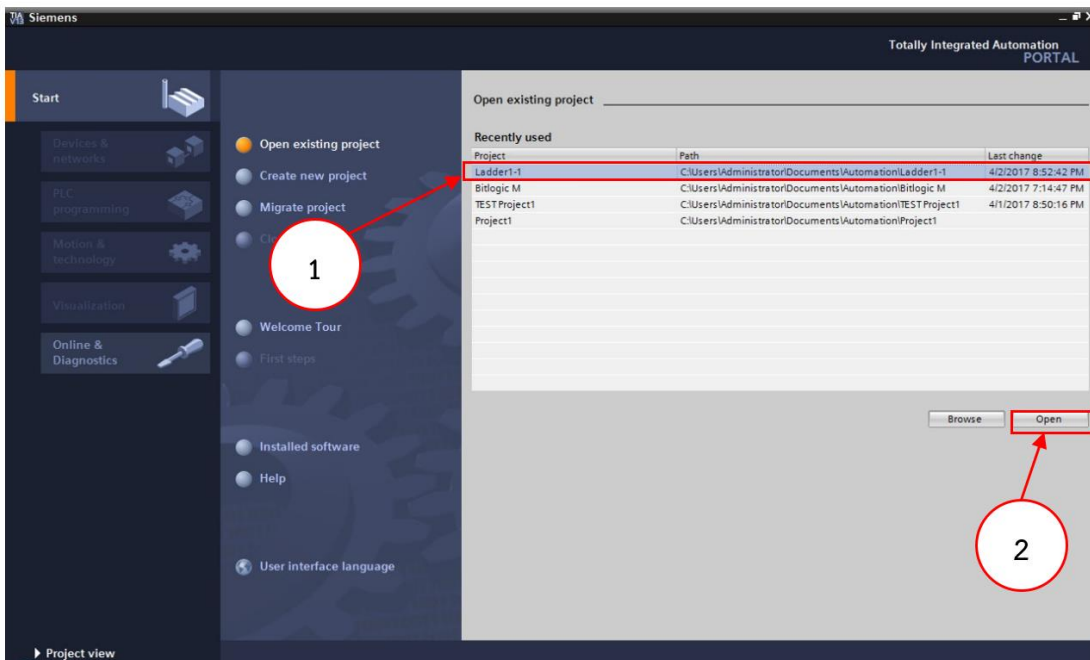 Siemens
Totally Integrated Automation
PORTAL
Start
Devices &
networks
PLC
programming
Motion &
technology
Visualization
Online &
Diagnostics
Open existing project
Create new project
Migrate project
Welcome Tour
First steps
Installed software
Help
User interface language
Open existing project
Recently used
Project Path Last change
Ladder1-1 C:\Users\Administrator\Documents\Automation\Ladder1-1 4/2/2017 8:52:42 PM
Bitlogic M C:\Users\Administrator\Documents\Automation\Bitlogic M 4/2/2017 7:14:47 PM
TEST Project1 C:\Users\Administrator\Documents\Automation\TEST Project1 4/1/2017 8:50:16 PM
Project1 C:\Users\Administrator\Documents\Automation\Project1
Browse Open
1
2
Project view